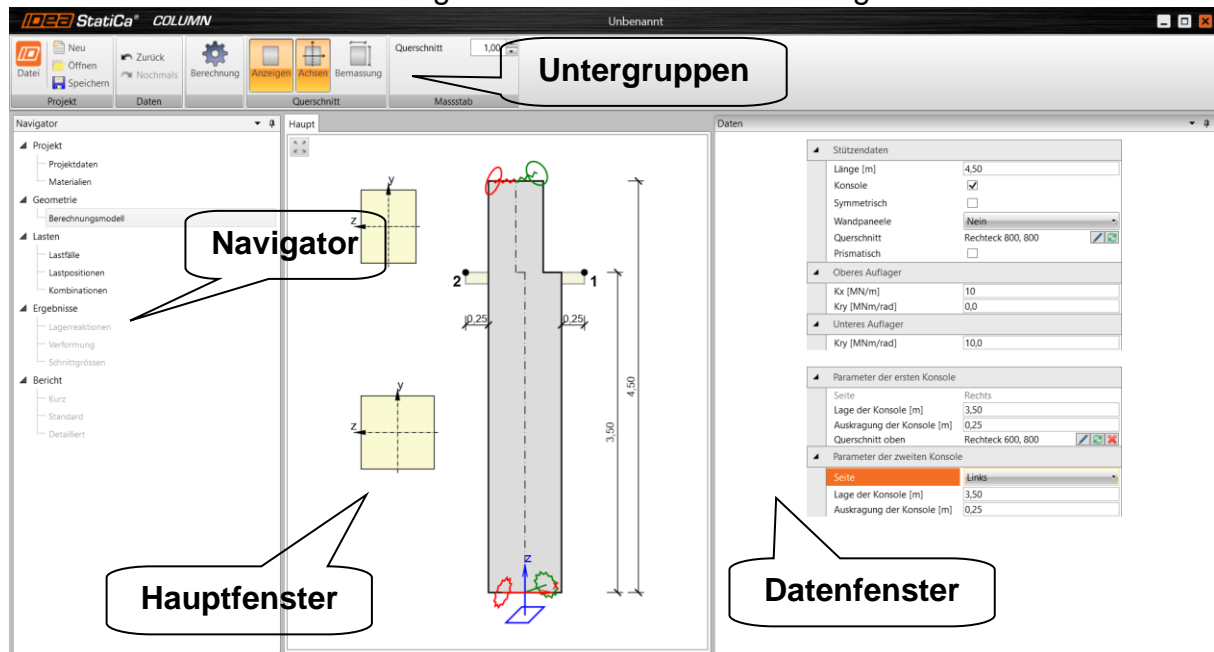 IDEA StatiCa® COLUMN
Unbenannt
Datei
Neu
Öffnen
Speichern
Projekt
Zurück
Nochmals
Daten
Berechnung
Anzeigen
Achsen
Bemassung
Querschnitt
Querschnitt 1,00
Massstab
Untergruppen
Navigator
Projekt
Projektdaten
Materialien
Geometrie
Berechnungsmodell
Lasten
Lastfälle
Lastpositionen
Kombinationen
Ergebnisse
Lagerreaktionen
Verformung
Schnittgrössen
Bericht
Kurz
Standard
Detailliert
Navigator
Haupt
y
z
2
1
0,25
0,25
y
z
4,50
3,50
z
Hauptfenster
Daten
Stützendaten
Länge [m] 4,50
Konsole
Symmetrisch
Wandpaneele Nein
Querschnitt Rechteck 800, 800
Prismatisch
Oberes Auflager
Kx [MN/m] 10
Kry [MNm/rad] 0,0
Unteres Auflager
Kry [MNm/rad] 10,0
Parameter der ersten Konsole
Seite Rechts
Lage der Konsole [m] 3,50
Auskragung der Konsole [m] 0,25
Querschnitt oben Rechteck 600, 800
Parameter der zweiten Konsole
Seite Links
Lage der Konsole [m] 3,50
Auskragung der Konsole [m] 0,25
Datenfenster